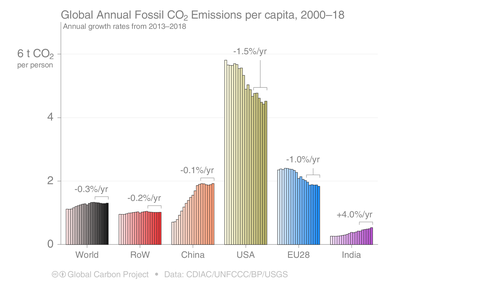 Global Annual Fossil CO₂ Emissions per capita, 2000–18
Annual growth rates from 2013–2018
6 t CO₂
per person
4
2
0
-0.3%/yr
-0.2%/yr
-0.1%/yr
-1.5%/yr
-1.0%/yr
+4.0%/yr
World RoW China USA EU28 India
Global Carbon Project • Data: CDIAC/UNFCCC/BP/USGS